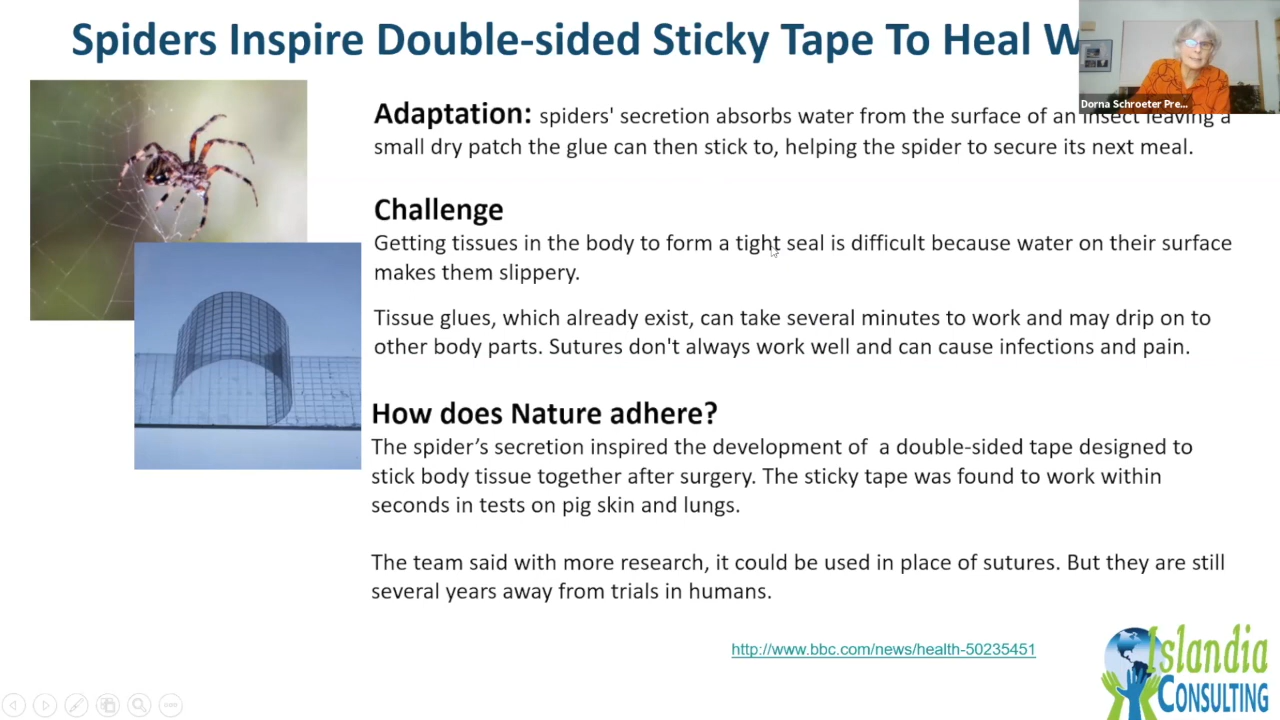 Spiders Inspire Double-sided Sticky Tape To Heal W
Dorna Schroeter Pre...
Adaptation: spiders' secretion absorbs water from the surface of an insect leaving a
small dry patch the glue can then stick to, helping the spider to secure its next meal.
Challenge
Getting tissues in the body to form a tight seal is difficult because water on their surface
makes them slippery.
Tissue glues, which already exist, can take several minutes to work and may drip on to
other body parts. Sutures don't always work well and can cause infections and pain.
How does Nature adhere?
The spider’s secretion inspired the development of a double-sided tape designed to
stick body tissue together after surgery. The sticky tape was found to work within
seconds in tests on pig skin and lungs.
The team said with more research, it could be used in place of sutures. But they are still
several years away from trials in humans.
http://www.bbc.com/news/health-50235451
Islandia
CONSULTING